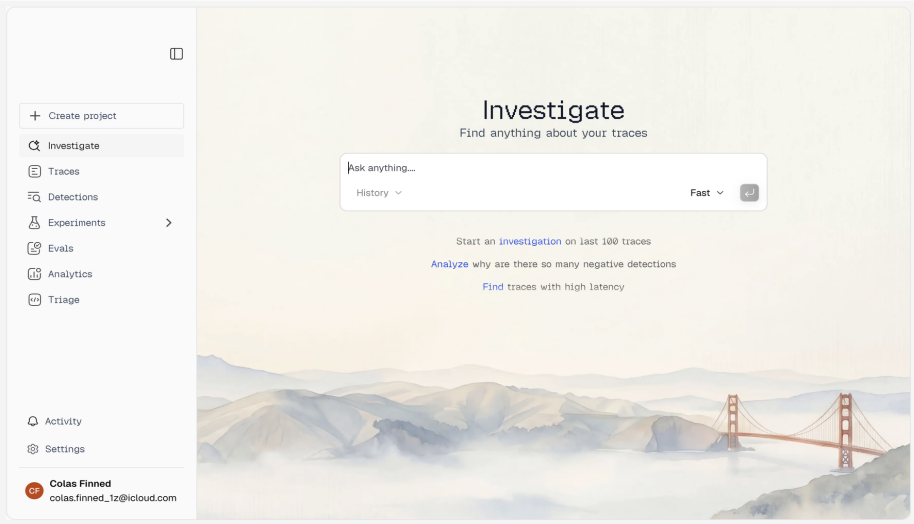 Create project
Investigate
Traces
Detections
Experiments
Evals
Analytics
Triage
Activity
Settings
CF
Colas Finned
colas.finned_1z@icloud.com
Investigate
Find anything about your traces
Ask anything....
History
Fast
Start an investigation on last 100 traces
Analyze why are there so many negative detections
Find traces with high latency